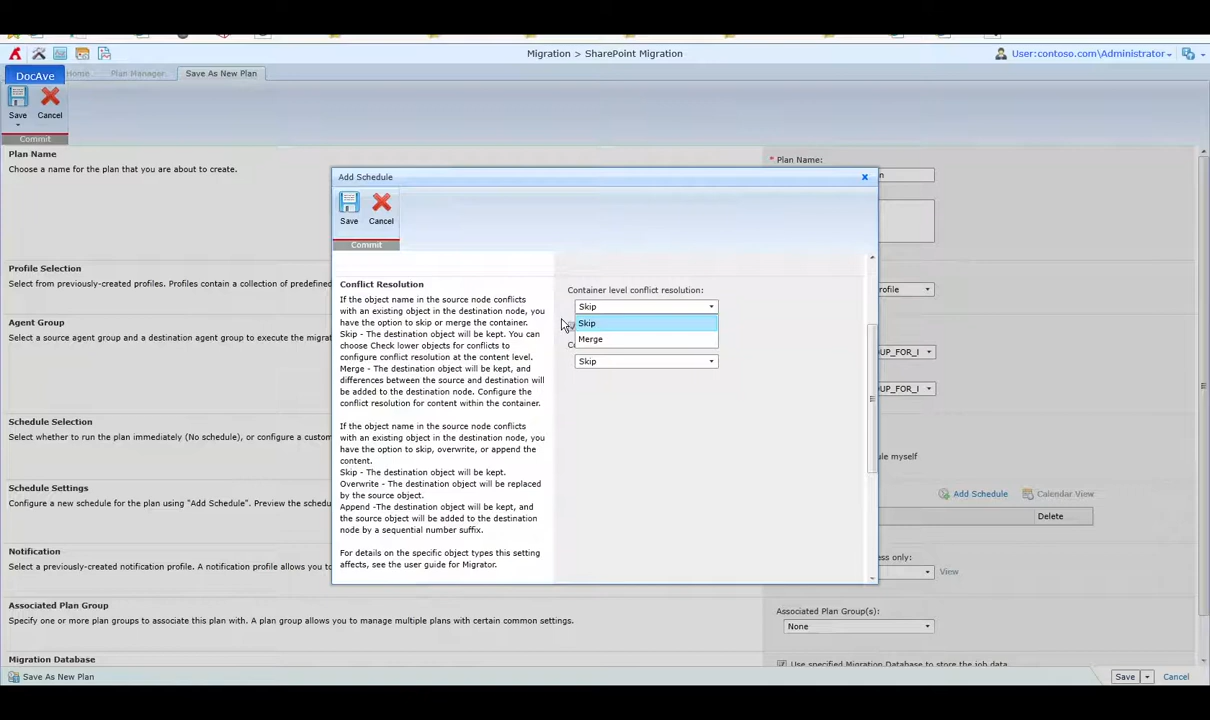 Migration > SharePoint Migration
User:contoso.com\Administrator
DocAve
Home
Plan Manager
Save As New Plan
Save
Cancel
Commit
Plan Name
Choose a name for the plan that you are about to create.
* Plan Name:
Profile Selection
Select from previously-created profiles. Profiles contain a collection of predefined
Agent Group
Select a source agent group and a destination agent group to execute the migrat
Schedule Selection
Select whether to run the plan immediately (No schedule), or configure a custom
Schedule Settings
Configure a new schedule for the plan using "Add Schedule". Preview the schedu
Add Schedule
Calendar View
Delete
Notification
Select a previously-created notification profile. A notification profile allows you to
View
Associated Plan Group
Specify one or more plan groups to associate this plan with. A plan group allows you to manage multiple plans with certain common settings.
Associated Plan Group(s):
None
Migration Database
Use specified Migration Database to store the job data.
Save As New Plan
Save
Cancel
Add Schedule
Save
Cancel
Commit
Conflict Resolution
If the object name in the source node conflicts
with an existing object in the destination node, you
have the option to skip or merge the container.
Skip - The destination object will be kept. You can
choose Check lower objects for conflicts to
configure conflict resolution at the content level.
Merge - The destination object will be kept, and
differences between the source and destination will
be added to the destination node. Configure the
conflict resolution for content within the container.
If the object name in the source node conflicts
with an existing object in the destination node, you
have the option to skip, overwrite, or append the
content.
Skip - The destination object will be kept.
Overwrite - The destination object will be replaced
by the source object.
Append -The destination object will be kept, and
the source object will be added to the destination
node by a sequential number suffix.
For details on the specific object types this setting
affects, see the user guide for Migrator.
Container level conflict resolution:
Skip
Skip
Merge
Skip